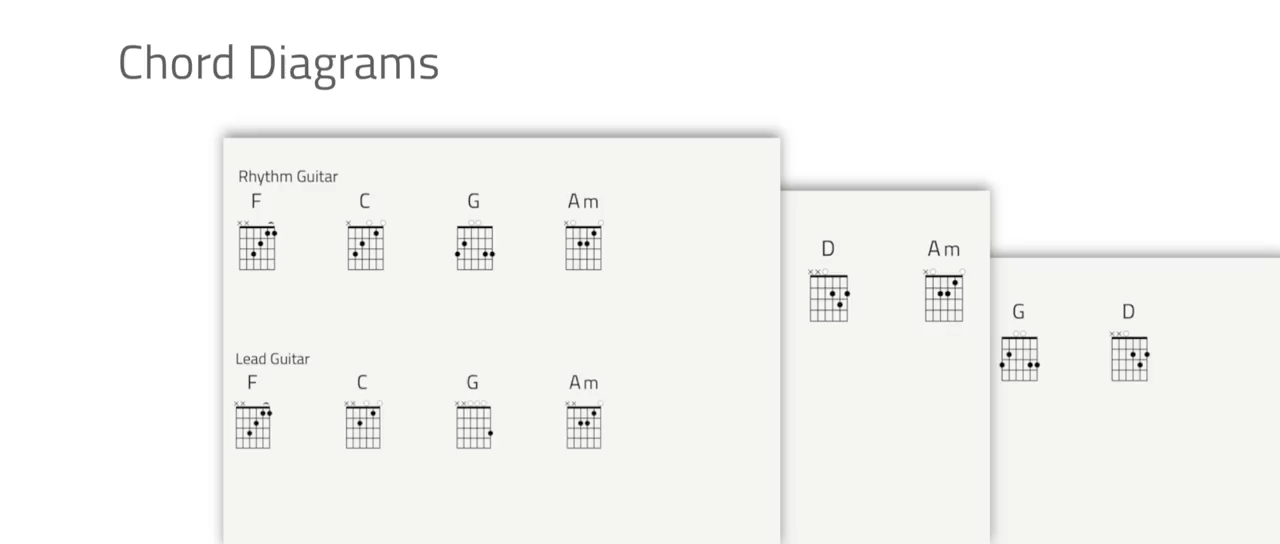 Chord Diagrams
Rhythm Guitar
F C G Am
Lead Guitar
F C G Am
D Am
G D